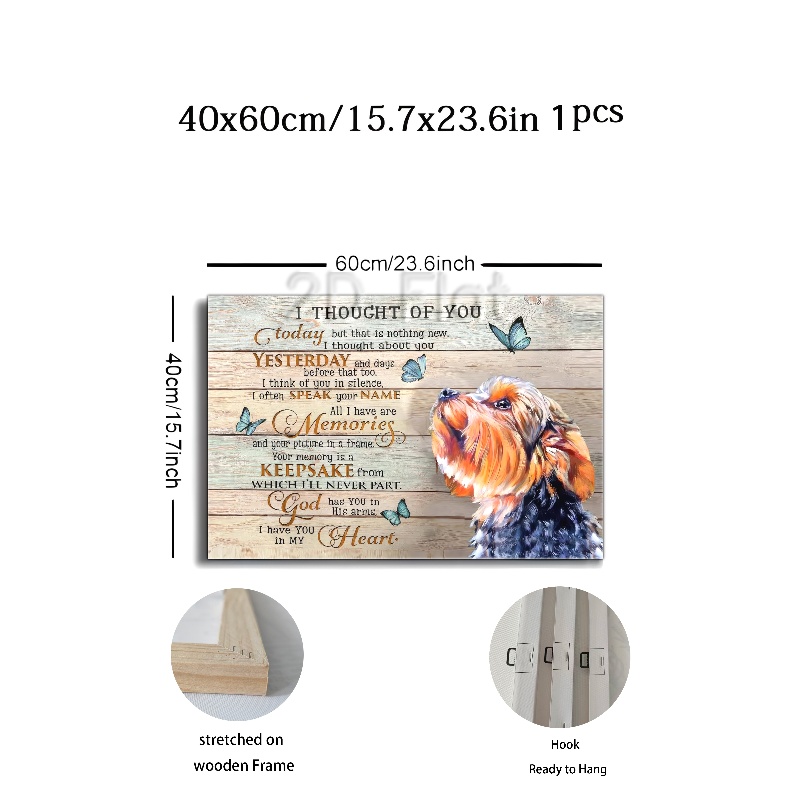 40x60cm/15.7x23.6in 1pcs
60cm/23.6inch
2D Flat
40cm/15.7inch
I THOUGHT OF YOU
today but that is nothing new.
I thought about you
YESTERDAY and days
before that too.
I think of you in silence,
I often SPEAK your NAME
All I have are
Memories
and your picture in a frame.
Your memory is a
KEEPSAKE from
WHICH I'LL NEVER PART.
God has YOU in
His arms,
I have YOU
in MY Heart.
stretched on
wooden Frame
Hook
Ready to Hang